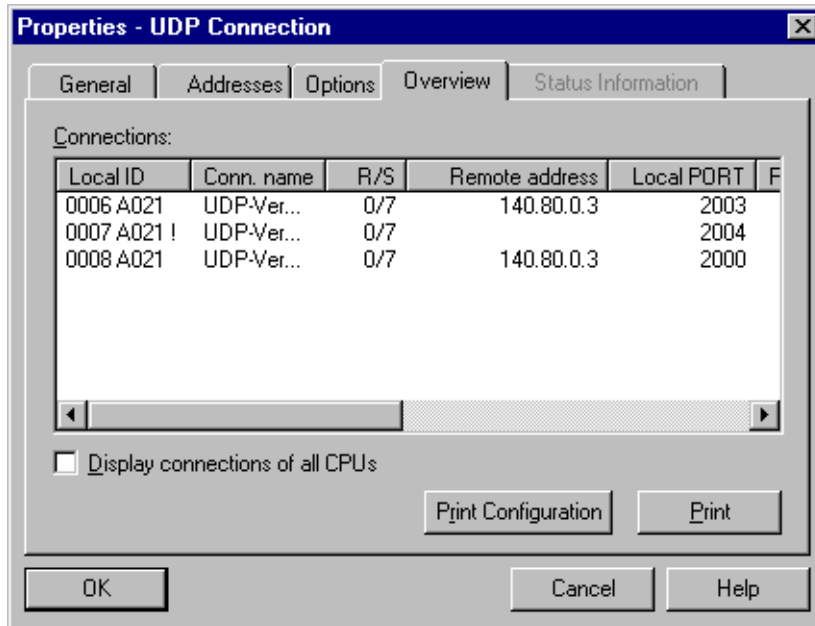 Properties - UDP Connection
General Addresses Options Overview Status Information
Connections:
Local ID Conn. name R/S Remote address Local PORT F
0006 A021 UDP-Ver... 0/7 140.80.0.3 2003
0007 A021 ! UDP-Ver... 0/7 2004
0008 A021 UDP-Ver... 0/7 140.80.0.3 2000
Display connections of all CPUs
Print Configuration Print
OK Cancel Help